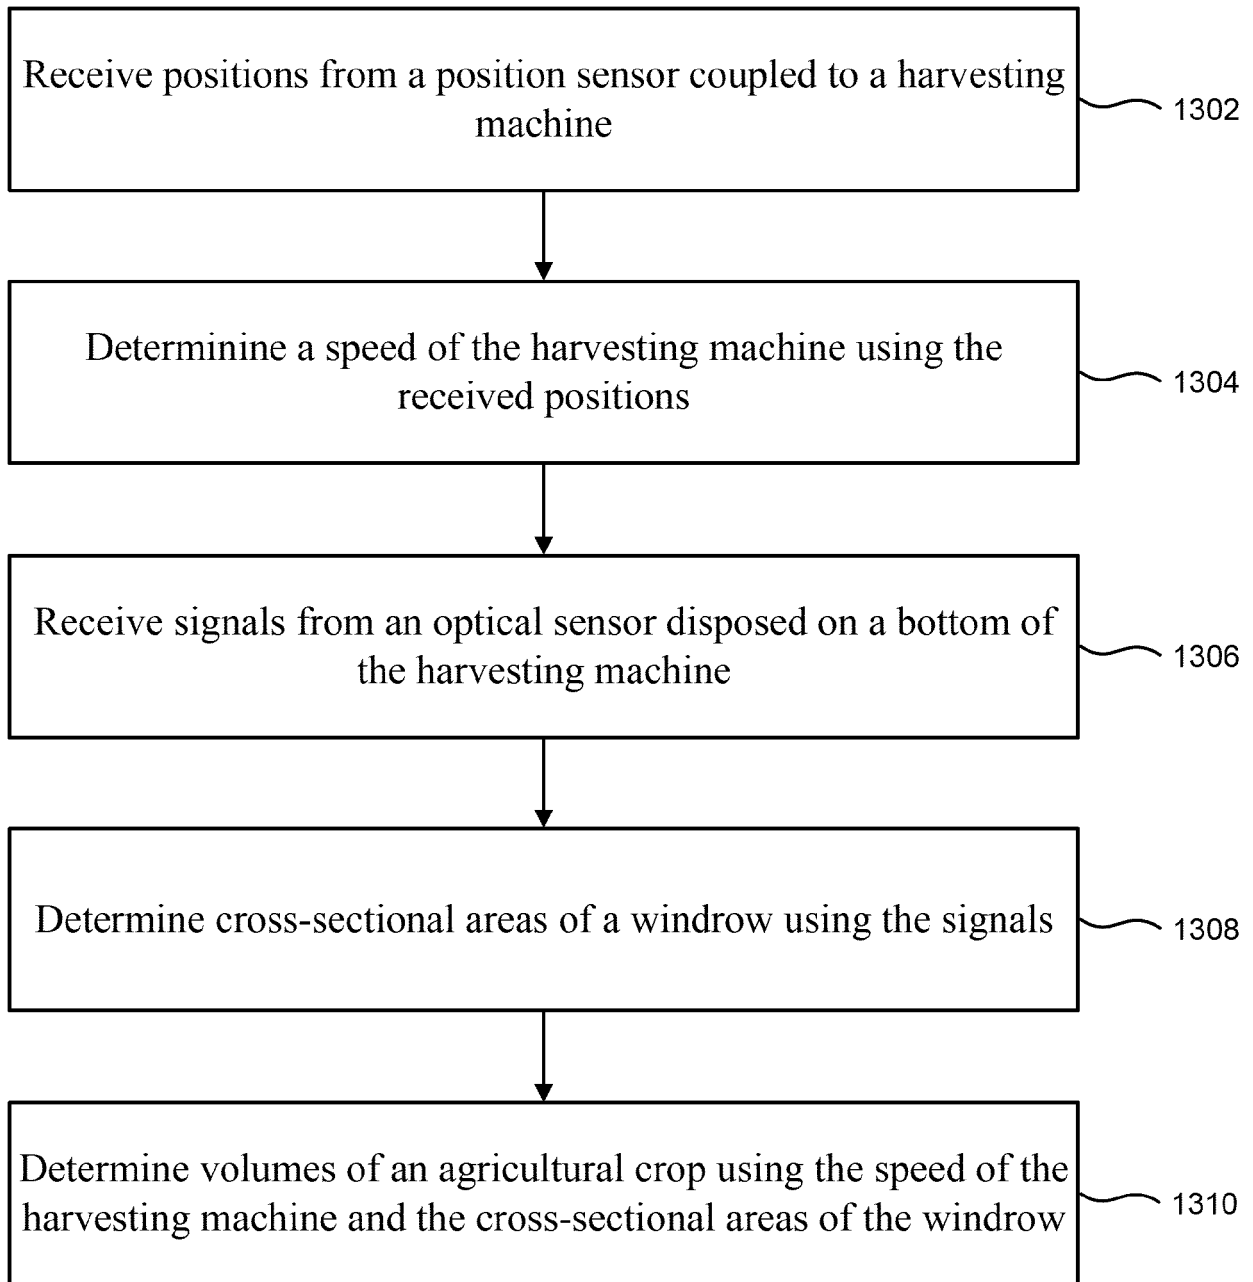 Receive positions from a position sensor coupled to a harvesting
machine
1302
Determinine a speed of the harvesting machine using the
received positions
1304
Receive signals from an optical sensor disposed on a bottom of
the harvesting machine
1306
Determine cross-sectional areas of a windrow using the signals
1308
Determine volumes of an agricultural crop using the speed of the
harvesting machine and the cross-sectional areas of the windrow
1310